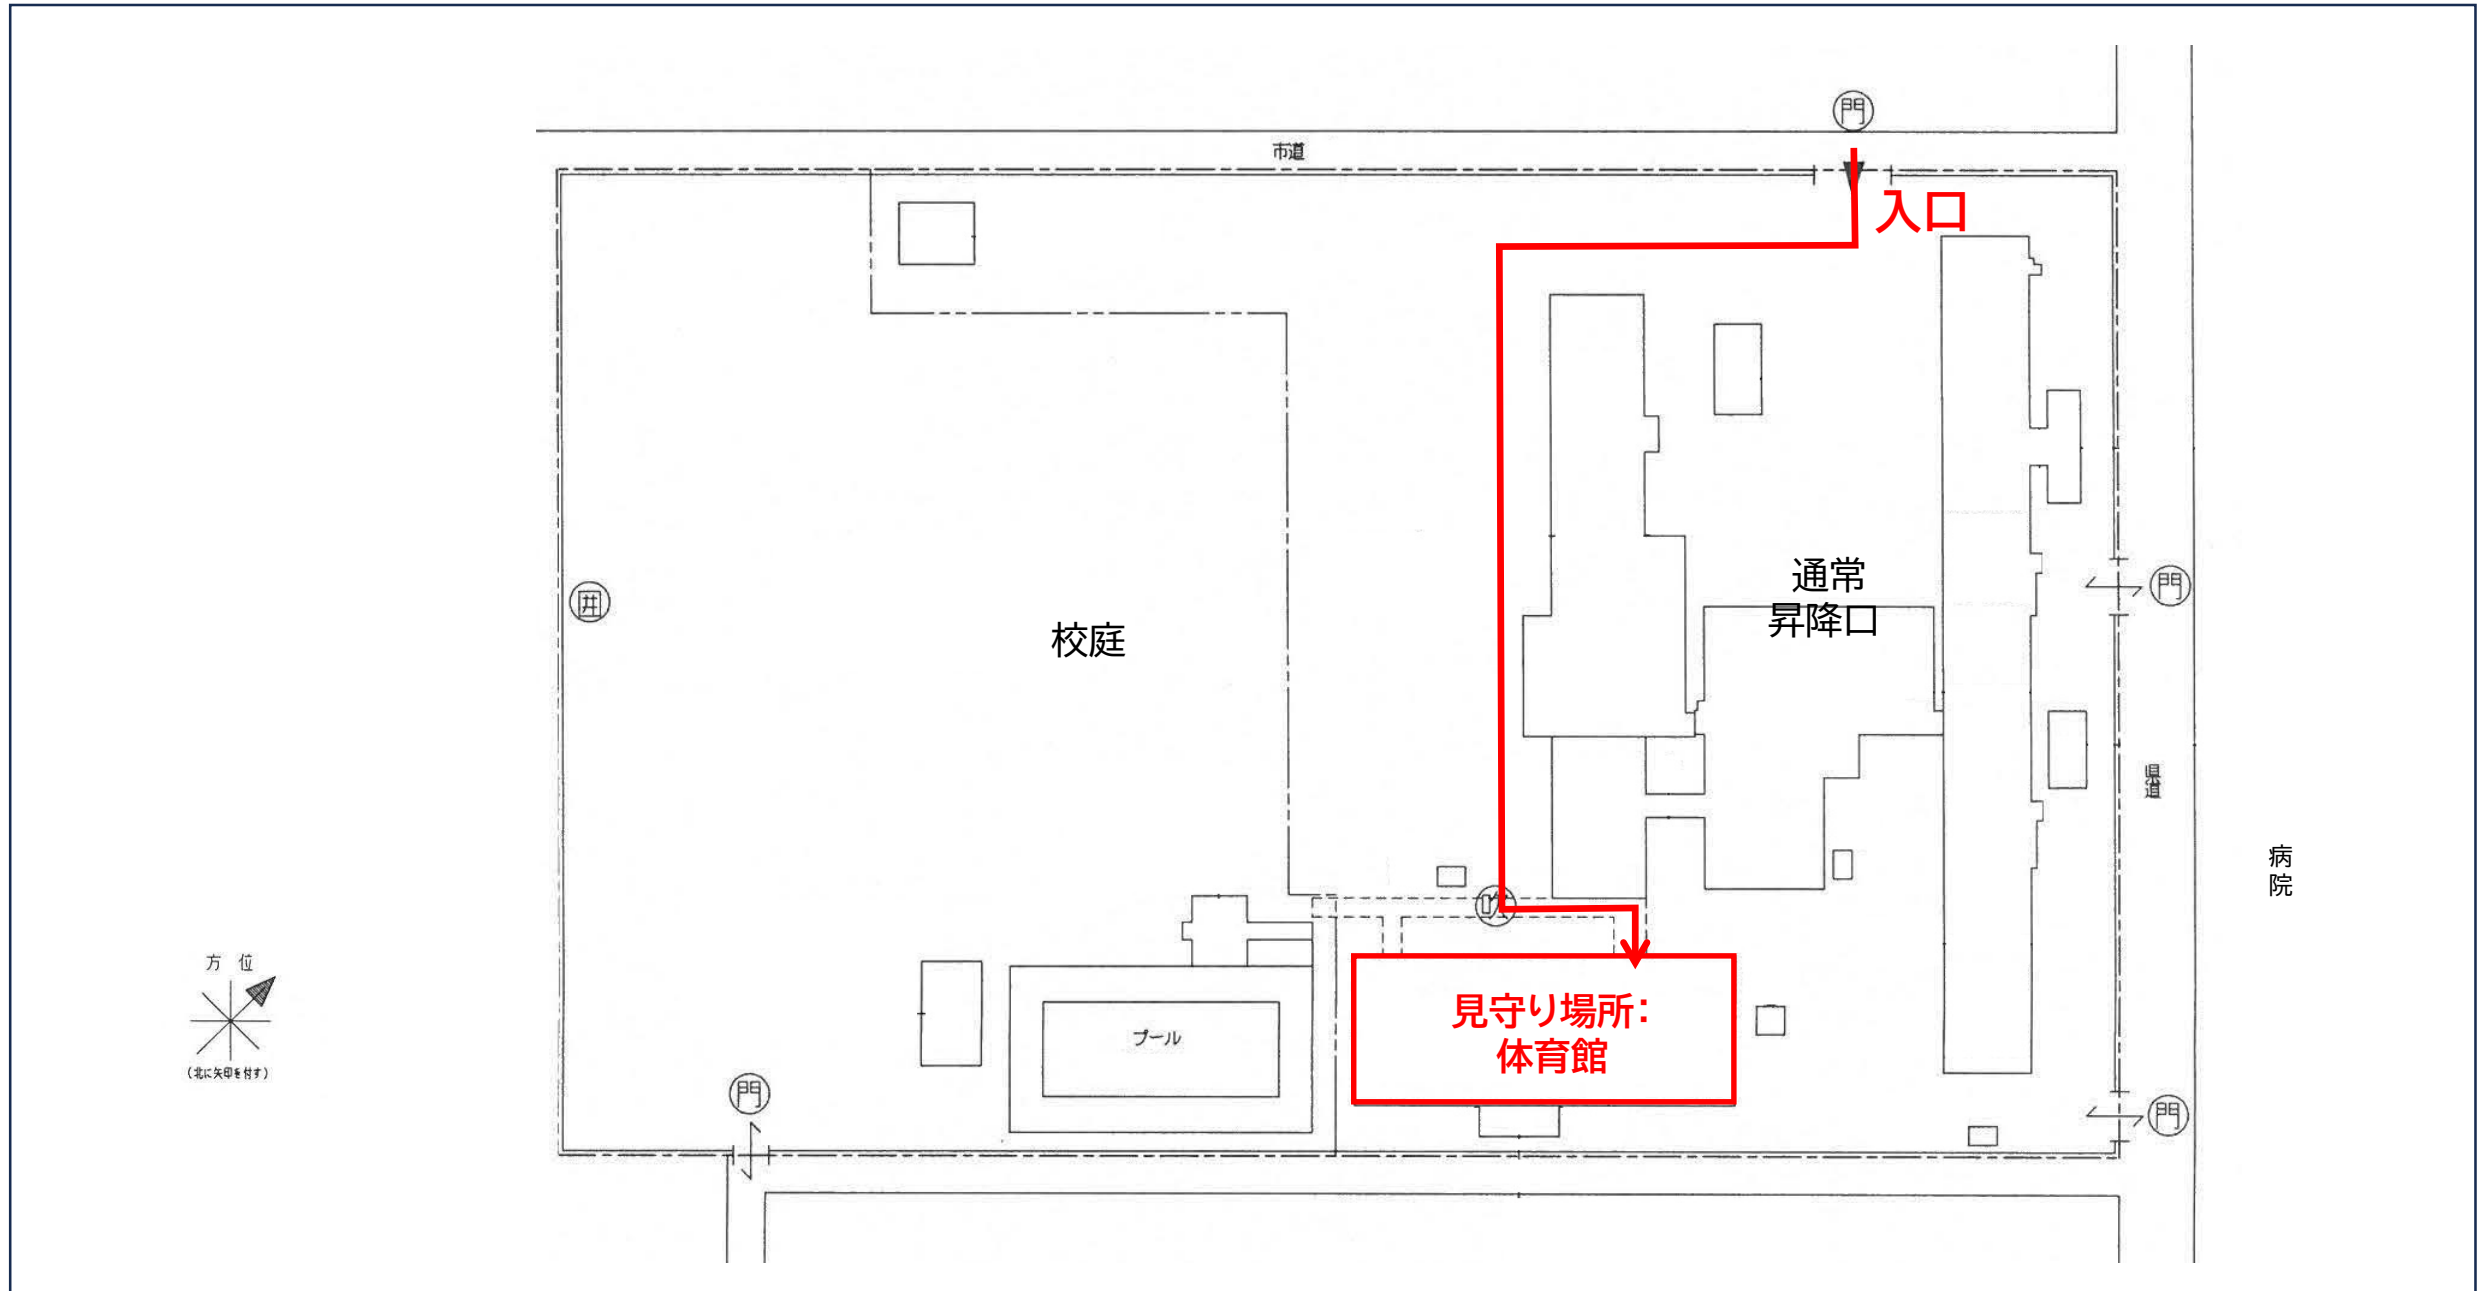 門
市道
入口
通常
昇降口
門
囲
校庭
県道
病院
方 位
(北に矢印を付す)
プール
見守り場所:
体育館
門
門